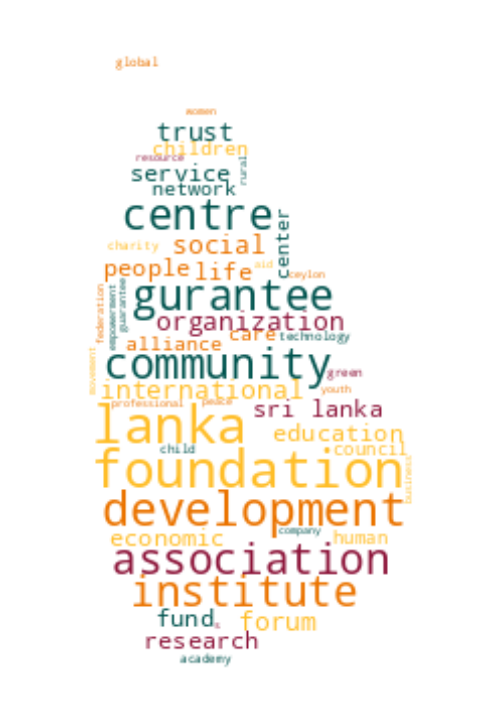 global
women
trust
children
resource
rural
service
network
centre
center
social
charity
people life aid ceylon
gurantee
federation
empowerment
guarantee
organization
care technology
alliance
community
movement
green
international youth
professional peace
sri lanka
lanka
education
child council
foundation
business
development
company
economic human
association
institute
fund s forum
research
academy